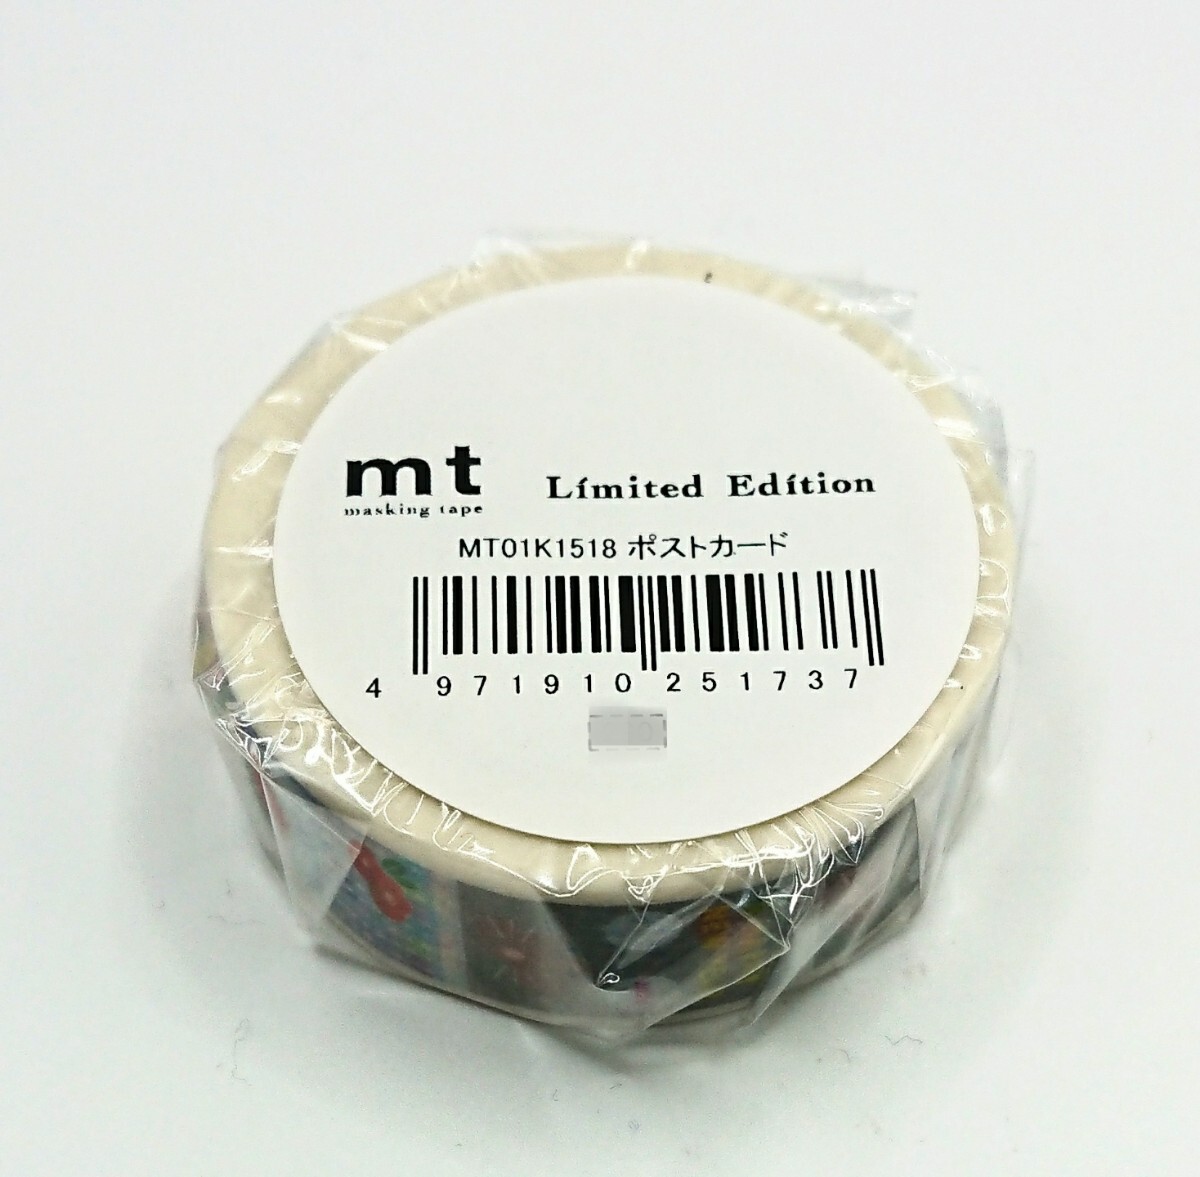 mt
masking tape
Limited Edition
MT01K1518 ポストカード
4 971910 251737